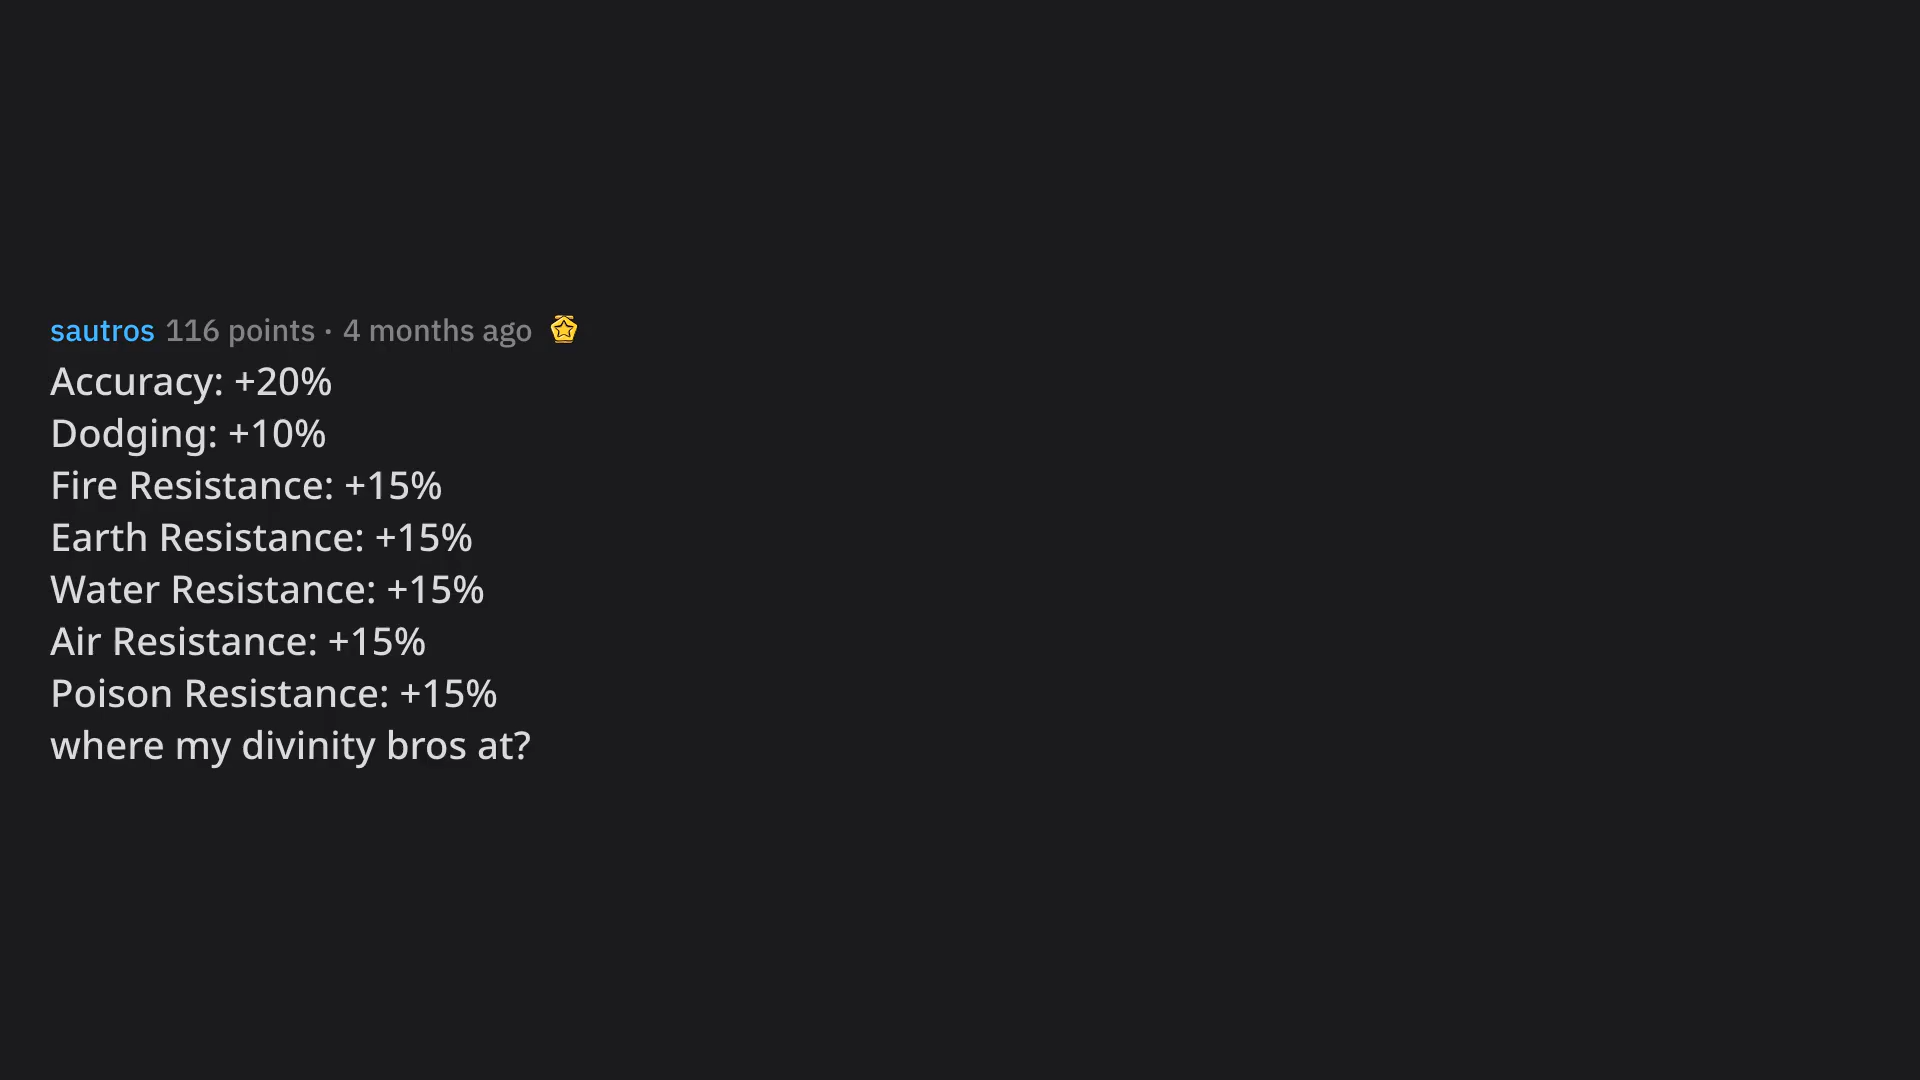 sautros 116 points · 4 months ago
Accuracy: +20%
Dodging: +10%
Fire Resistance: +15%
Earth Resistance: +15%
Water Resistance: +15%
Air Resistance: +15%
Poison Resistance: +15%
where my divinity bros at?